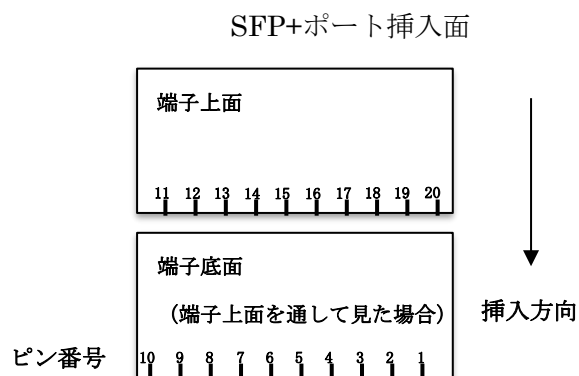 SFP+ポート挿入面
端子上面
11 12 13 14 15 16 17 18 19 20
端子底面
(端子上面を通して見た場合)
挿入方向
ピン番号
10 9 8 7 6 5 4 3 2 1